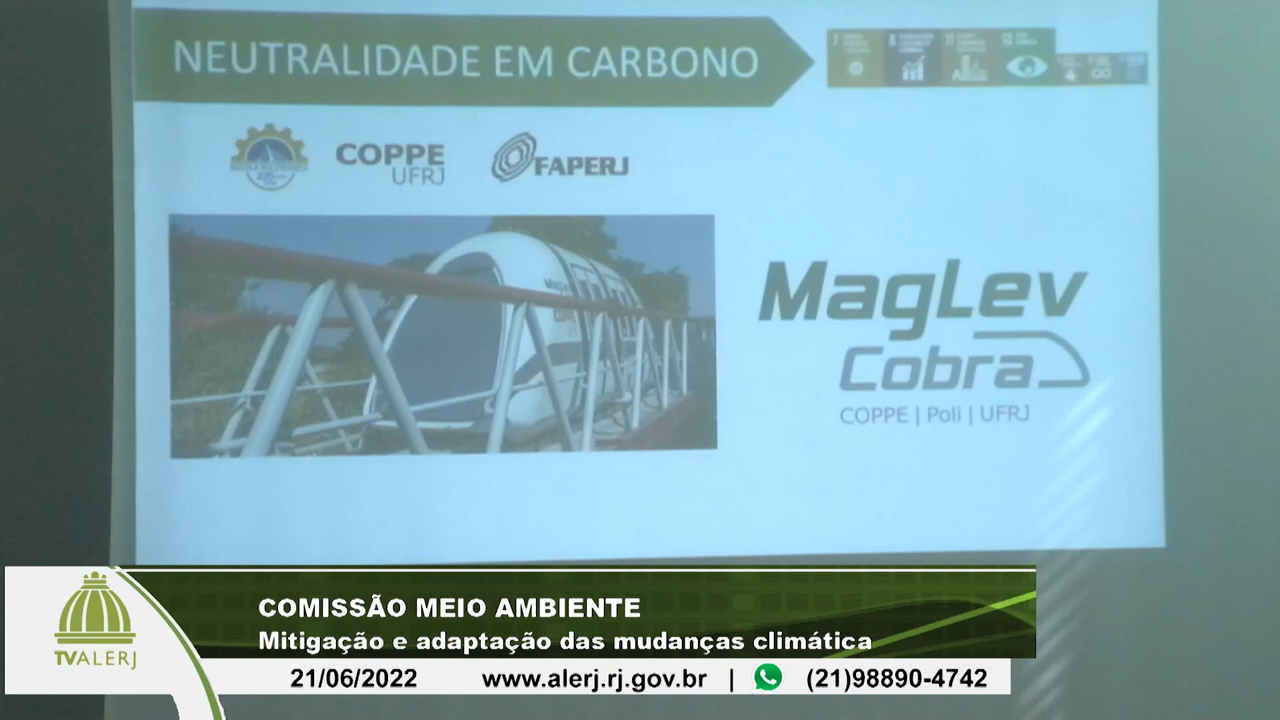 NEUTRALIDADE EM CARBONO
COPPE
UFRJ
FAPERJ
MagLev
MagLev
Cobra
COPPE | Poli | UFRJ
COMISSÃO MEIO AMBIENTE
Mitigação e adaptação das mudanças climática
TVALERJ
21/06/2022 www.alerj.rj.gov.br | (21)98890-4742